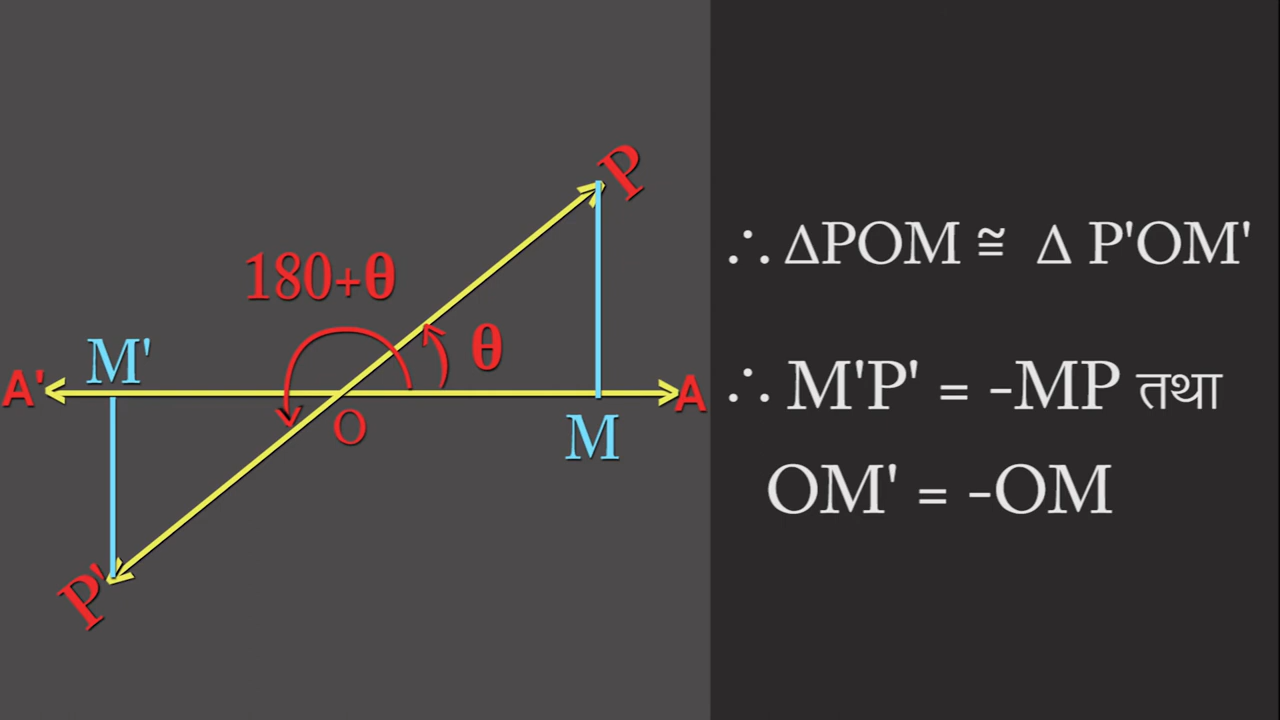 P
180+θ
θ
M'
A'
A
O
M
P'
∴ ΔPOM ≅ Δ P'OM'
∴ M'P' = -MP तथा
OM' = -OM